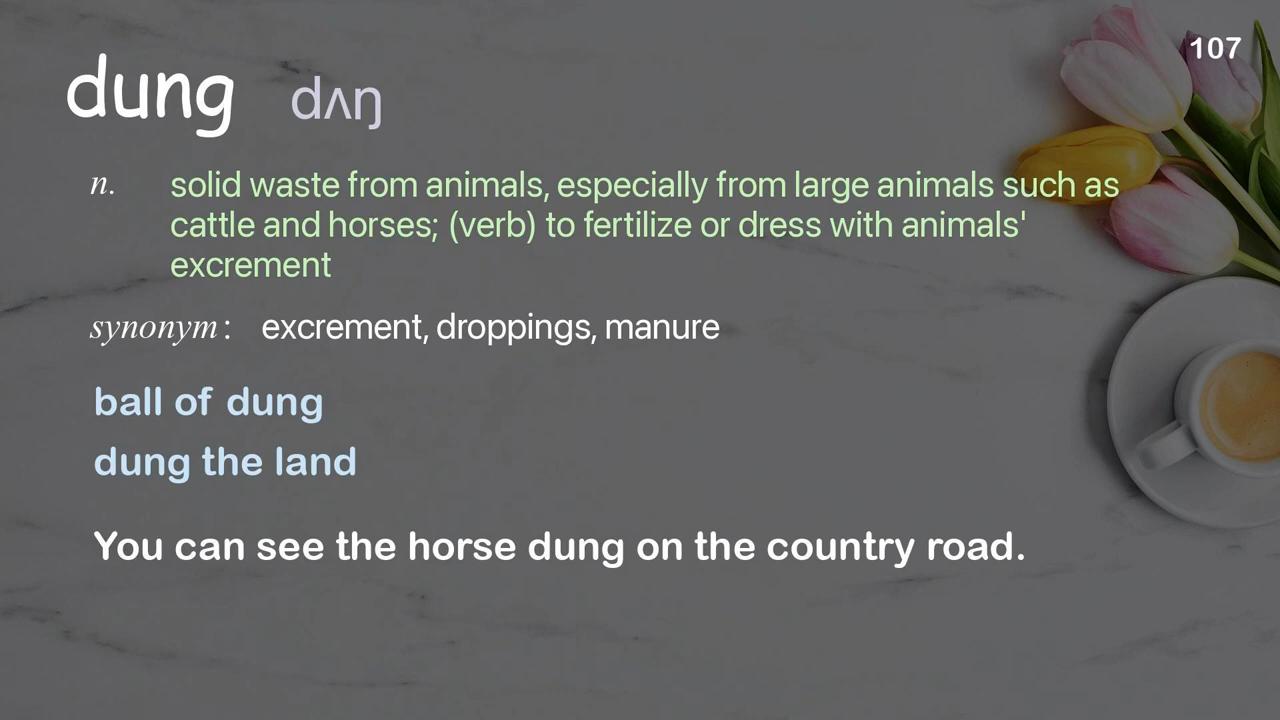 107
dung dʌŋ
n. solid waste from animals, especially from large animals such as
cattle and horses; (verb) to fertilize or dress with animals'
excrement
synonym: excrement, droppings, manure
ball of dung
dung the land
You can see the horse dung on the country road.